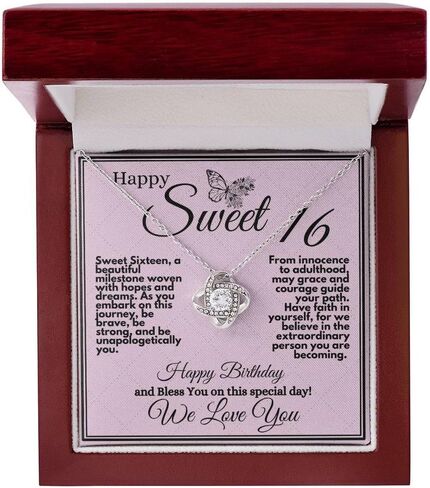 Happy
Sweet 16
Sweet Sixteen, a
beautiful
milestone woven
with hopes and
dreams. As you
embark on this
journey, be
brave, be
strong, and be
unapologetically
you.
From innocence
to adulthood,
may grace and
courage guide
your path.
Have faith in
yourself, for we
believe in the
extraordinary
person you are
becoming.
Happy Birthday
and Bless You on this special day!
We Love You